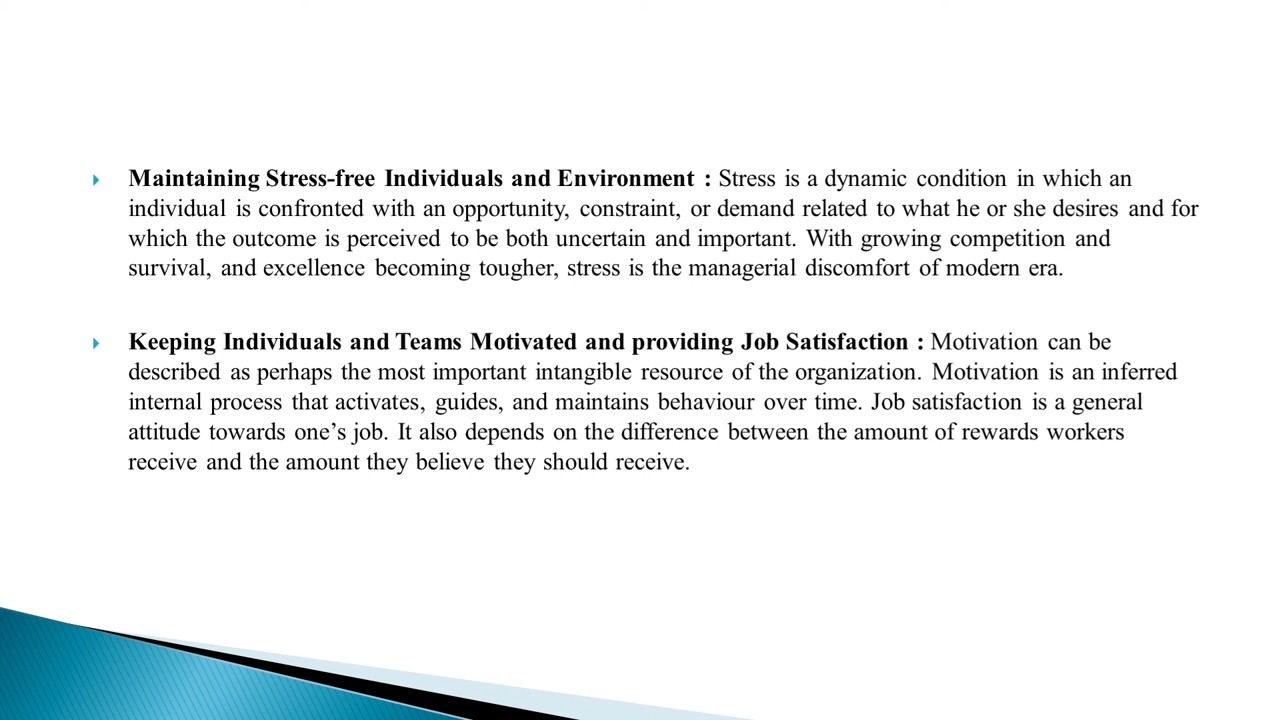 Maintaining Stress-free Individuals and Environment : Stress is a dynamic condition in which an
individual is confronted with an opportunity, constraint, or demand related to what he or she desires and for
which the outcome is perceived to be both uncertain and important. With growing competition and
survival, and excellence becoming tougher, stress is the managerial discomfort of modern era.
Keeping Individuals and Teams Motivated and providing Job Satisfaction : Motivation can be
described as perhaps the most important intangible resource of the organization. Motivation is an inferred
internal process that activates, guides, and maintains behaviour over time. Job satisfaction is a general
attitude towards one’s job. It also depends on the difference between the amount of rewards workers
receive and the amount they believe they should receive.